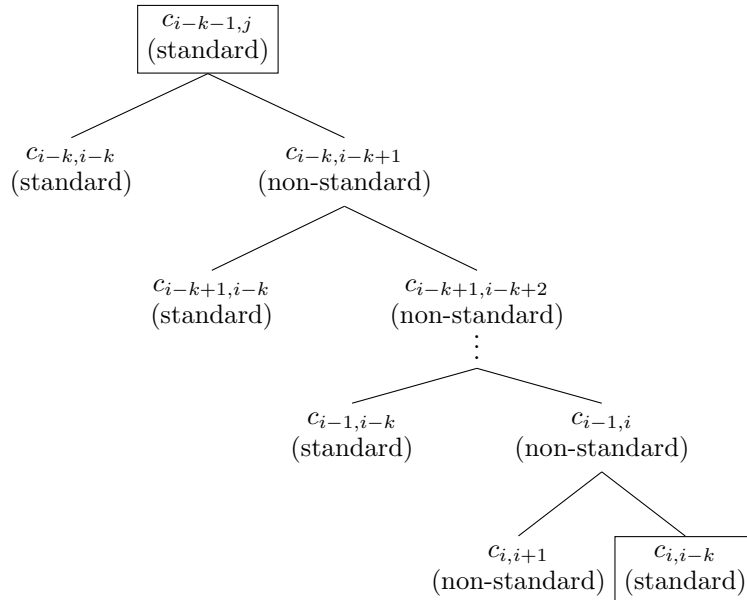 c_{i−k−1,j}
(standard)
c_{i−k,i−k} c_{i−k,i−k+1}
(standard) (non-standard)
c_{i−k+1,i−k} c_{i−k+1,i−k+2}
(standard) (non-standard)
⋮
c_{i−1,i−k} c_{i−1,i}
(standard) (non-standard)
c_{i,i+1} c_{i,i−k}
(non-standard) (standard)